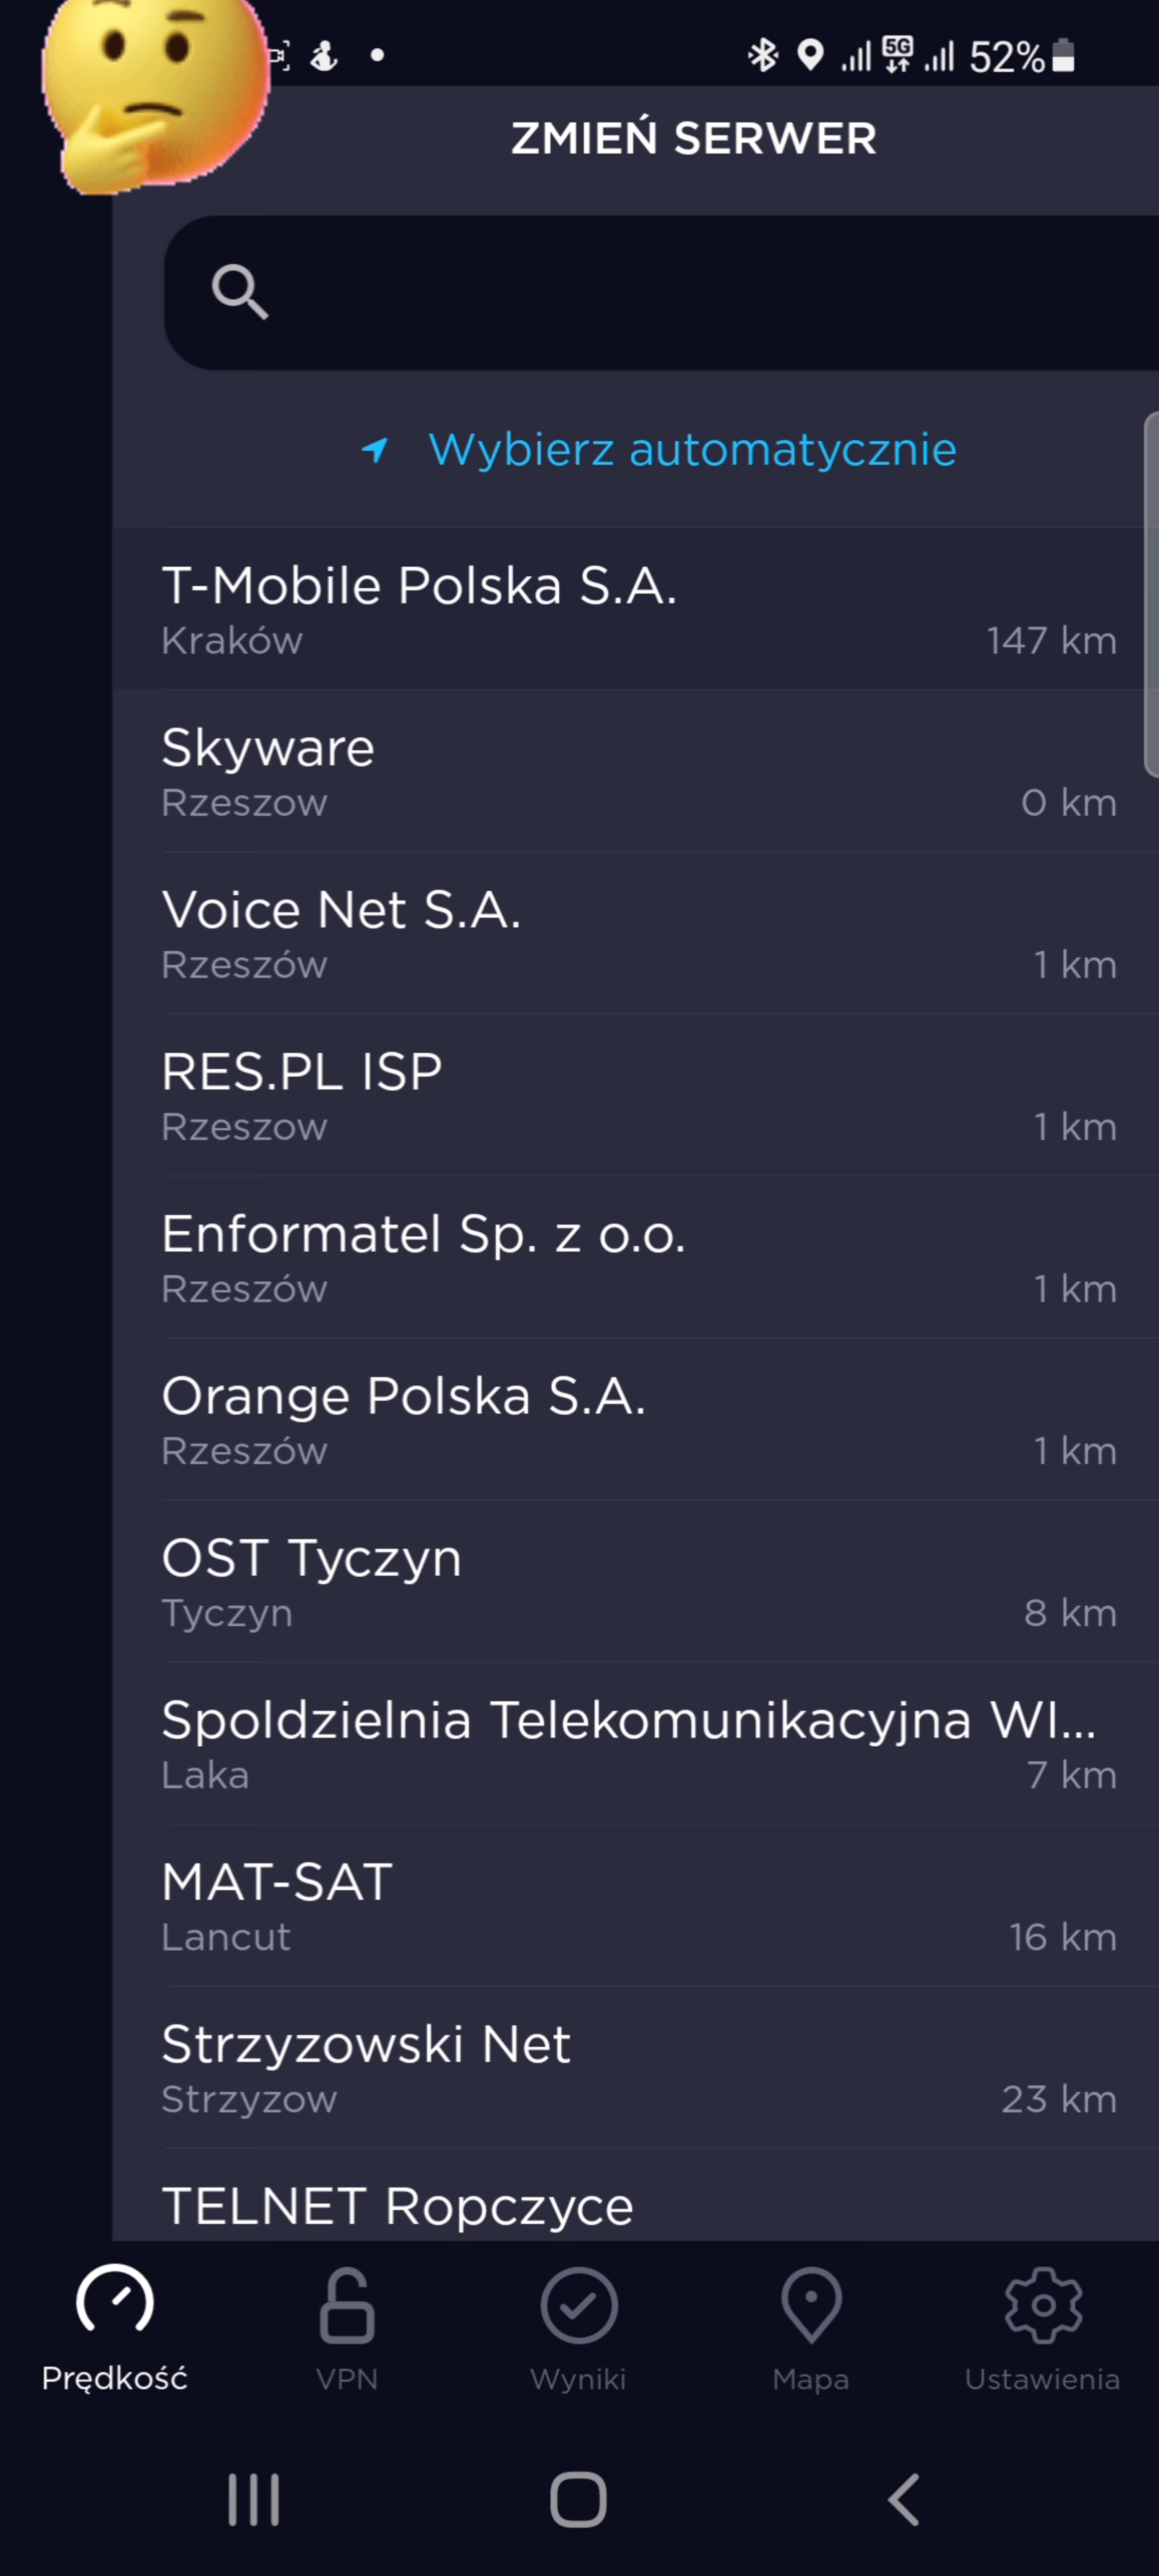 5G 52%
ZMIEŃ SERWER
Wybierz automatycznie
T-Mobile Polska S.A.
Kraków 147 km
Skyware
Rzeszow 0 km
Voice Net S.A.
Rzeszów 1 km
RES.PL ISP
Rzeszow 1 km
Enformatel Sp. z o.o.
Rzeszów 1 km
Orange Polska S.A.
Rzeszów 1 km
OST Tyczyn
Tyczyn 8 km
Spoldzielnia Telekomunikacyjna WI...
Laka 7 km
MAT-SAT
Lancut 16 km
Strzyzowski Net
Strzyzow 23 km
TELNET Ropczyce
Prędkość VPN Wyniki Mapa Ustawienia